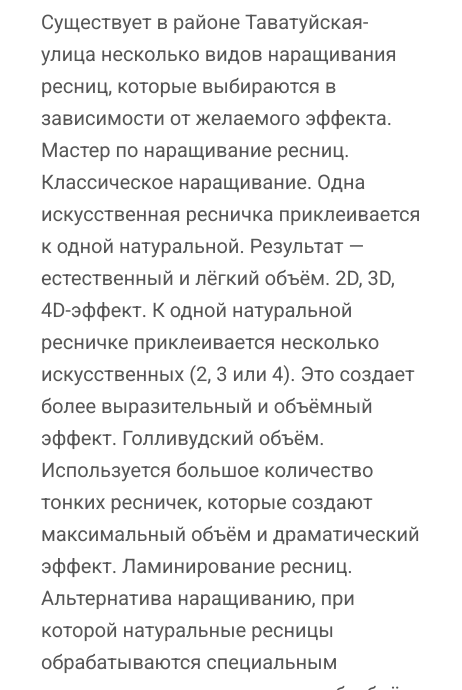 Существует в районе Таватуйская-
улица несколько видов наращивания
ресниц, которые выбираются в
зависимости от желаемого эффекта.
Мастер по наращивание ресниц.
Классическое наращивание. Одна
искусственная ресничка приклеивается
к одной натуральной. Результат —
естественный и лёгкий объём. 2D, 3D,
4D-эффект. К одной натуральной
ресничке приклеивается несколько
искусственных (2, 3 или 4). Это создает
более выразительный и объёмный
эффект. Голливудский объём.
Используется большое количество
тонких ресничек, которые создают
максимальный объём и драматический
эффект. Ламинирование ресниц.
Альтернатива наращиванию, при
которой натуральные ресницы
обрабатываются специальным